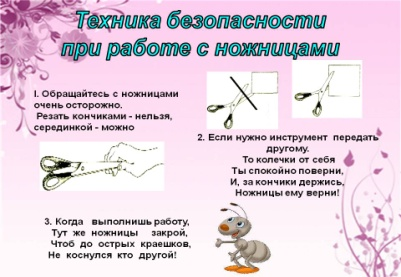 Техника безопасности
при работе с ножницами
I. Обращайтесь с ножницами
очень осторожно.
Резать кончиками - нельзя,
серединкой - можно
2. Если нужно инструмент передать
другому.
То колечки от себя
Ты спокойно поверни,
И, за кончики держись,
Ножницы ему верни!
3. Когда выполнишь работу,
Тут же ножницы закрой,
Чтоб до острых краешков,
Не коснулся кто другой!